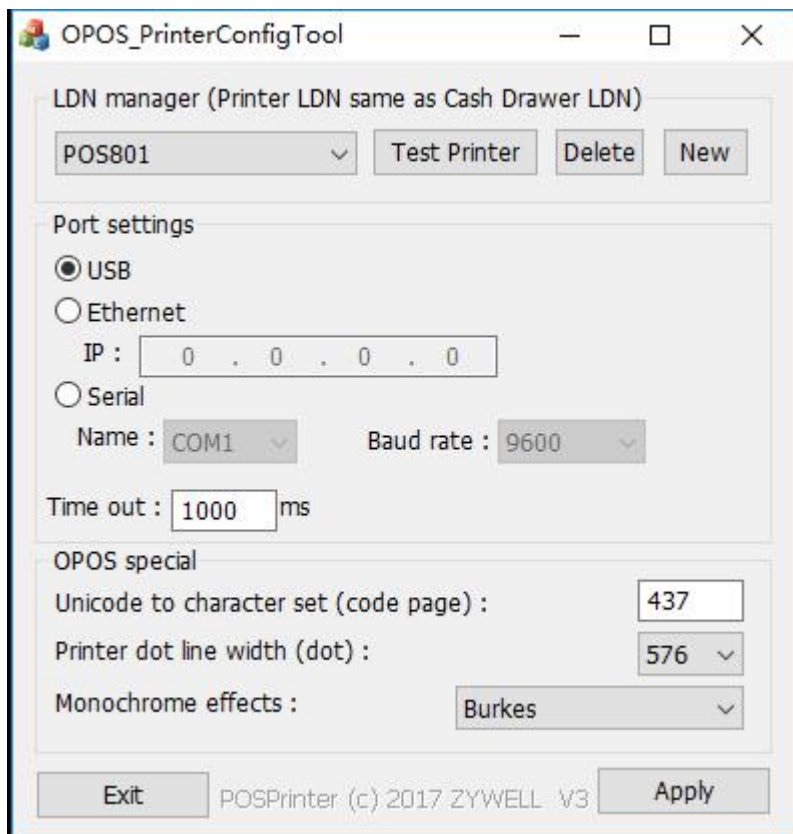 OPOS_PrinterConfigTool
LDN manager (Printer LDN same as Cash Drawer LDN)
POS801 Test Printer Delete New
Port settings
USB
Ethernet
IP : 0 . 0 . 0 . 0
Serial
Name : COM1 Baud rate : 9600
Time out : 1000 ms
OPOS special
Unicode to character set (code page) : 437
Printer dot line width (dot) : 576
Monochrome effects : Burkes
Exit POSPrinter (c) 2017 ZYWELL V3 Apply